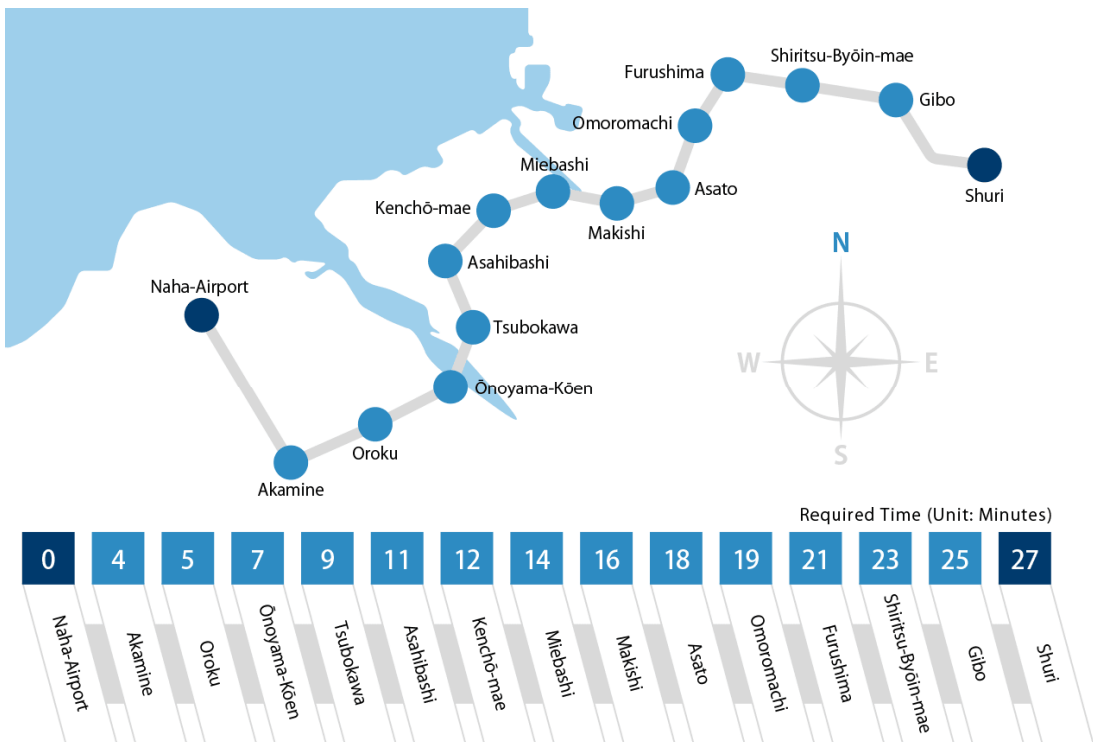 Shiritsu-Byōin-mae
Furushima
Gibo
Omoromachi
Miebashi
Asato
Shuri
Kenchō-mae
Makishi
N
Asahibashi
Naha-Airport
Tsubokawa
W
E
Ōnoyama-Kōen
Oroku
S
Akamine
Required Time (Unit: Minutes)
0 4 5 7 9 11 12 14 16 18 19 21 23 25 27
Naha-Airport
Akamine
Oroku
Ōnoyama-Kōen
Tsubokawa
Asahibashi
Kenchō-mae
Miebashi
Makishi
Asato
Omoromachi
Furushima
Shiritsu-Byōin-mae
Gibo
Shuri